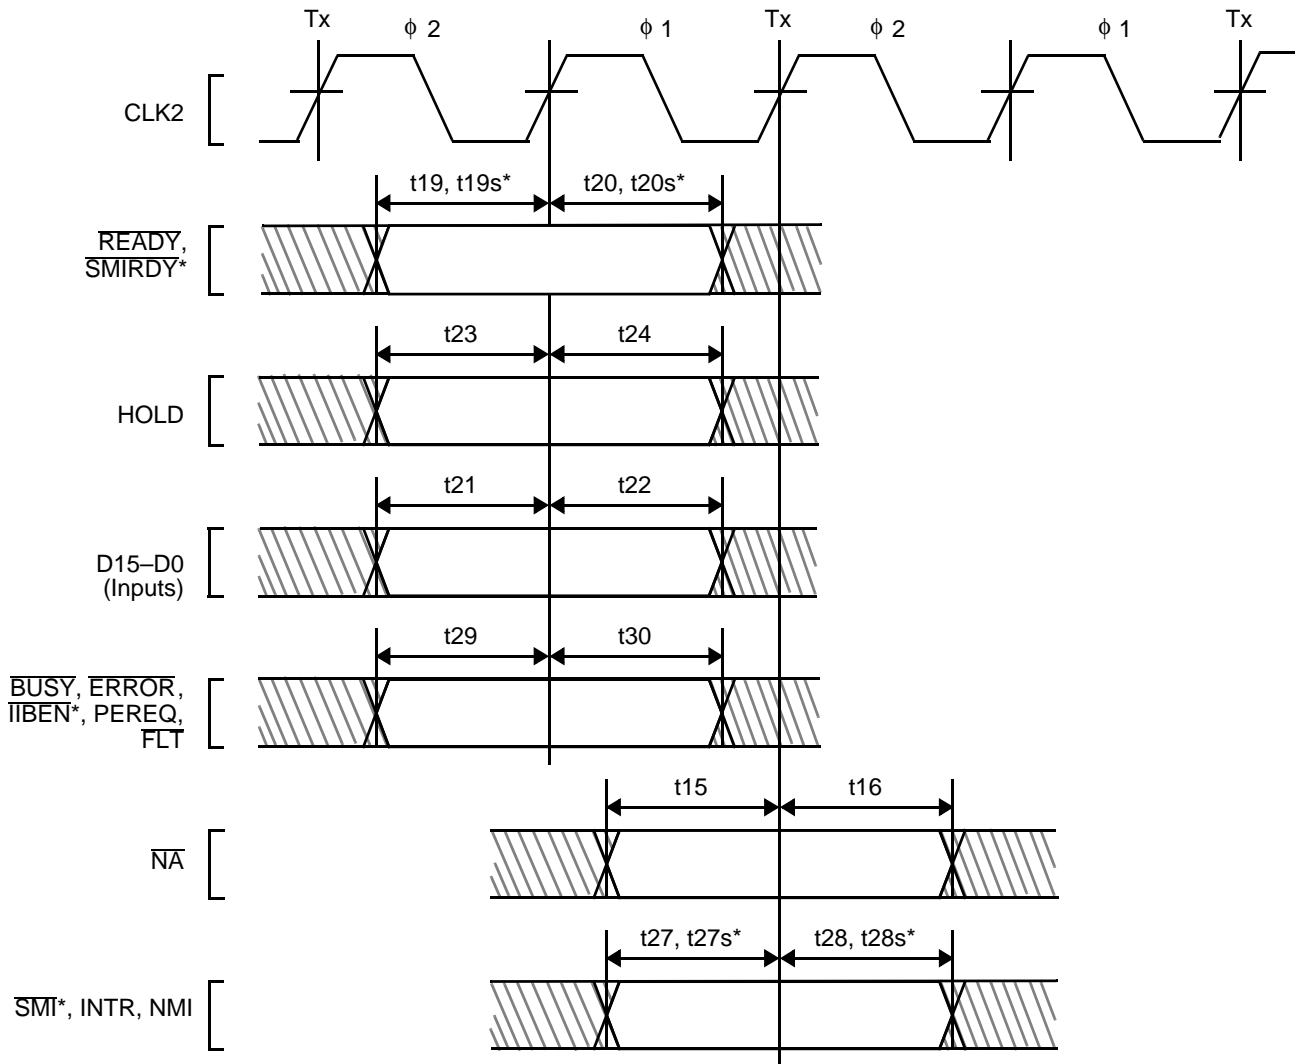 Tx ϕ 2 ϕ 1 Tx ϕ 2 ϕ 1 Tx
CLK2
t19, t19s* t20, t20s*
READY,
SMIRDY*
t23 t24
HOLD
t21 t22
D15–D0
(Inputs)
t29 t30
BUSY, ERROR,
IIBEN*, PEREQ,
FLT
t15 t16
NA
t27, t27s* t28, t28s*
SMI*, INTR, NMI